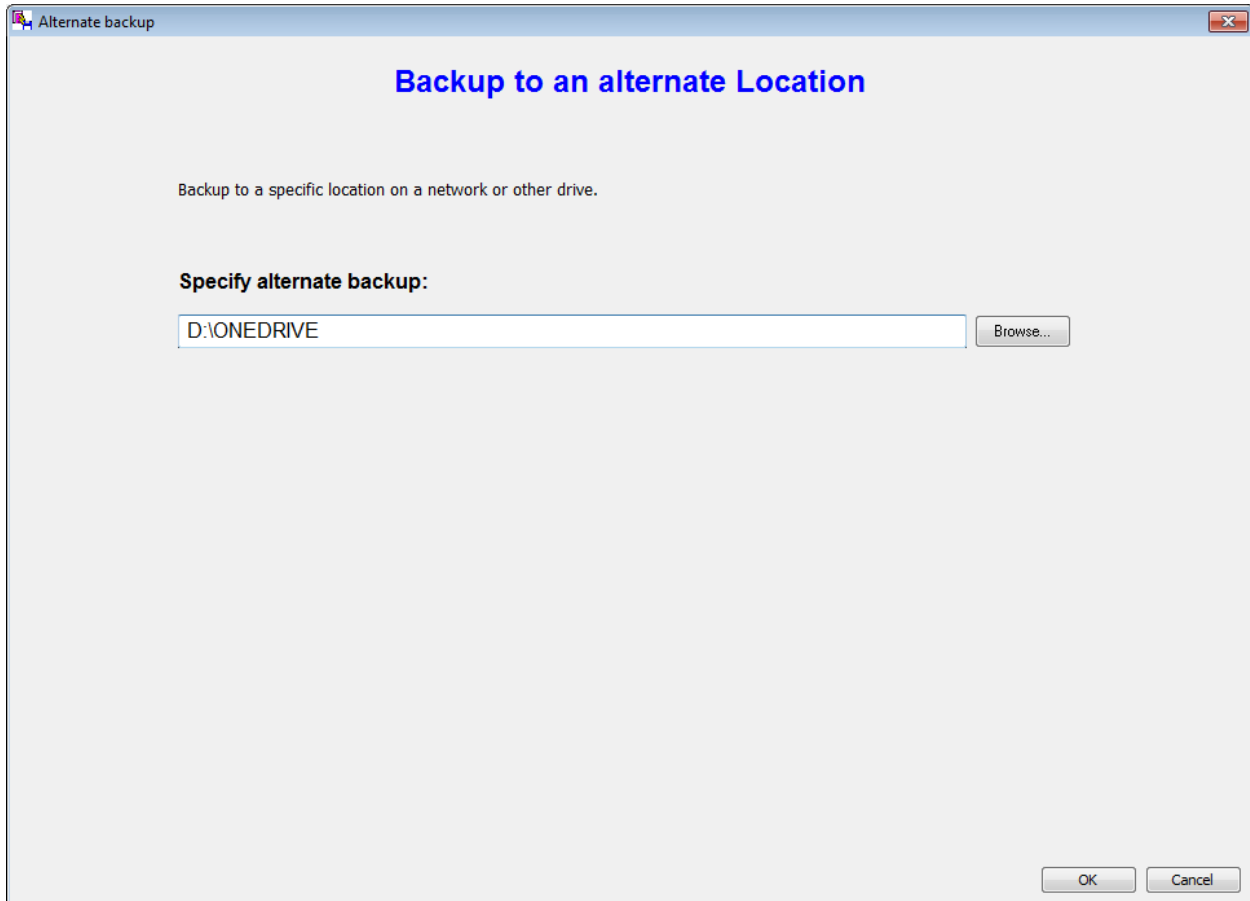 Alternate backup
Backup to an alternate Location
Backup to a specific location on a network or other drive.
Specify alternate backup:
D:\ONEDRIVE
Browse...
OK
Cancel